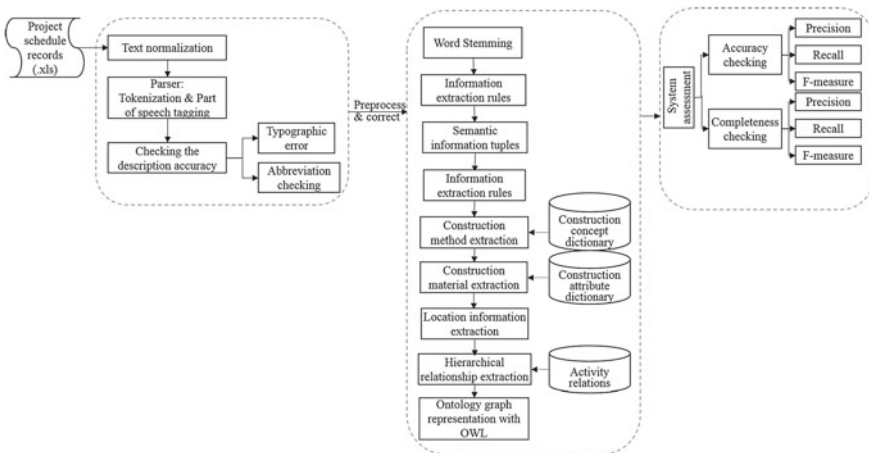 Project
schedule
records
(.xls)
Text normalization
Parser:
Tokenization & Part
of speech tagging
Checking the
description accuracy
Typographic
error
Abbreviation
checking
Preprocess
& correct
Word Stemming
Information
extraction rules
Semantic
information tuples
Information
extraction rules
Construction
method extraction
Construction
concept
dictionary
Construction
material extraction
Construction
attribute
dictionary
Location information
extraction
Hierarchical
relationship extraction
Activity
relations
Ontology graph
representation with
OWL
System
assessment
Accuracy
checking
Precision
Recall
F-measure
Completeness
checking
Precision
Recall
F-measure